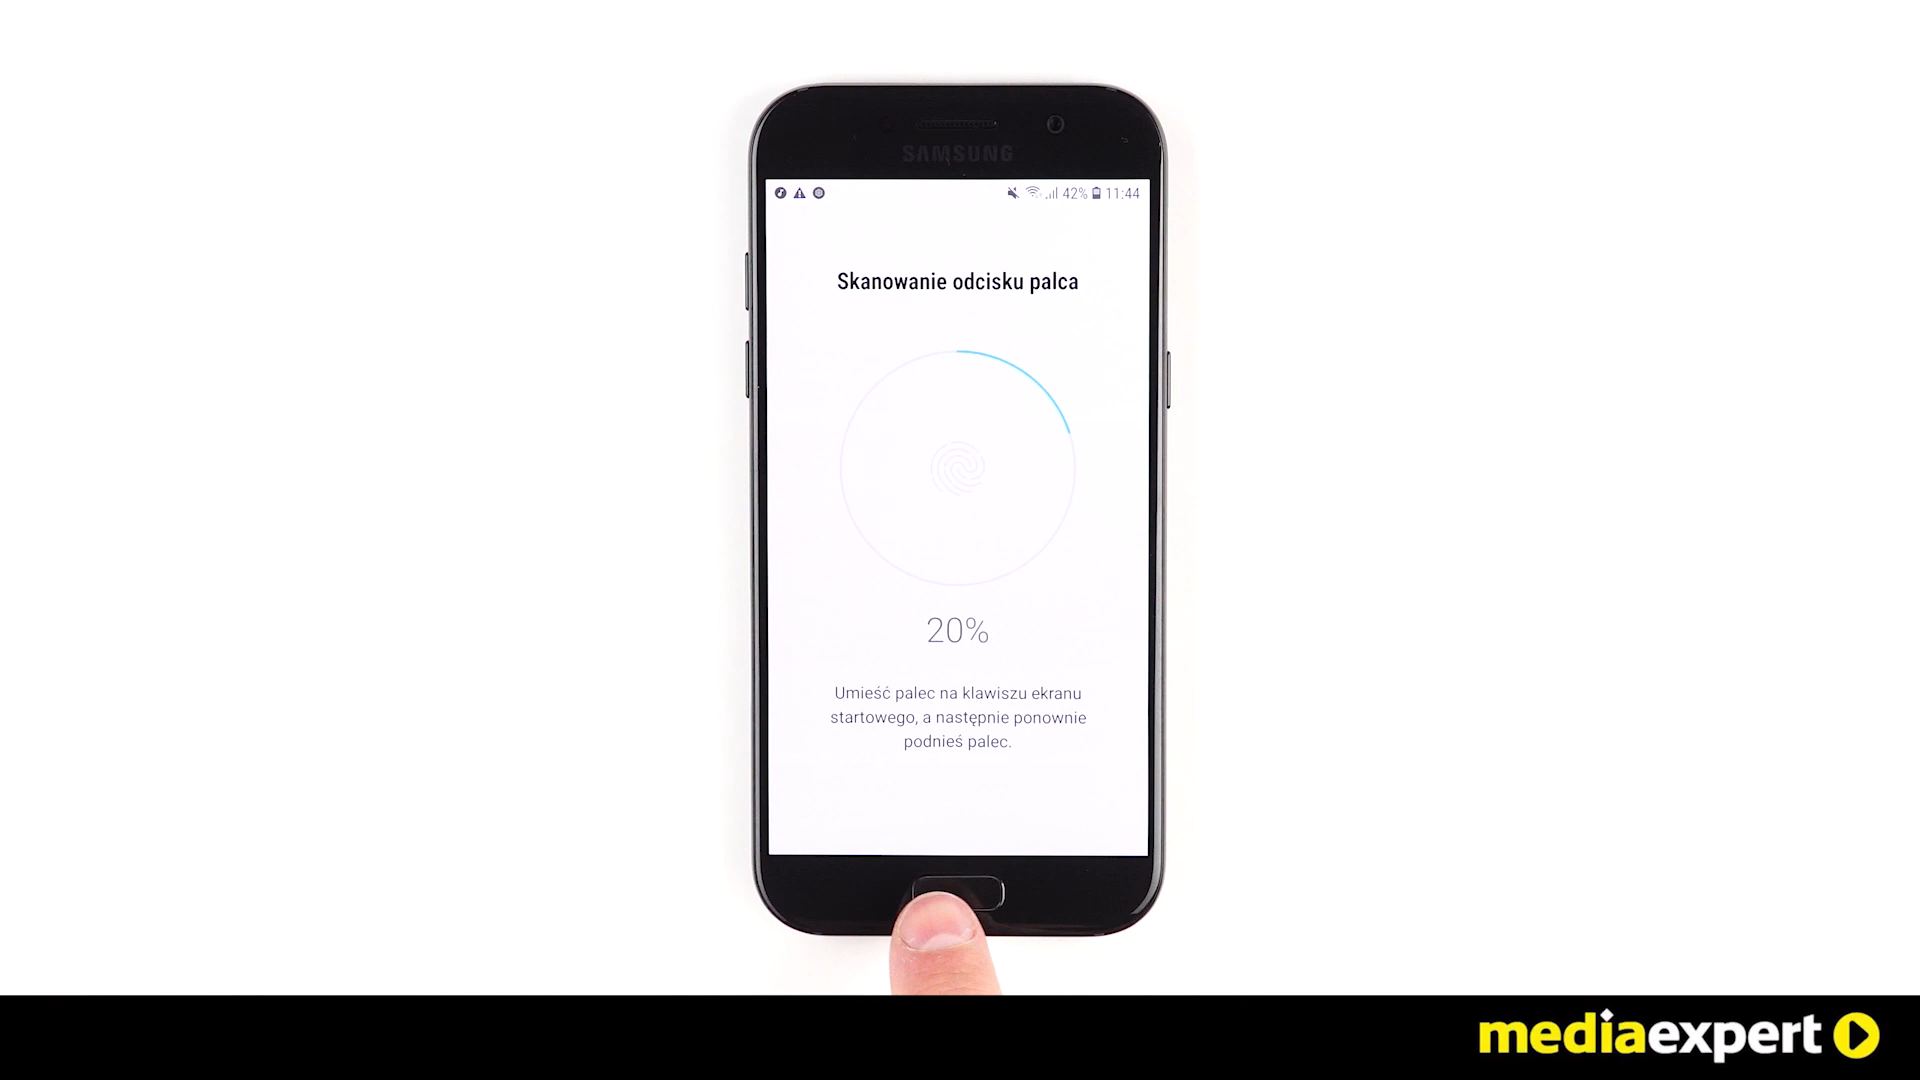 SAMSUNG
42% 11:44
Skanowanie odcisku palca
20%
Umieść palec na klawiszu ekranu
startowego, a następnie ponownie
podnieś palec.
mediaexpert